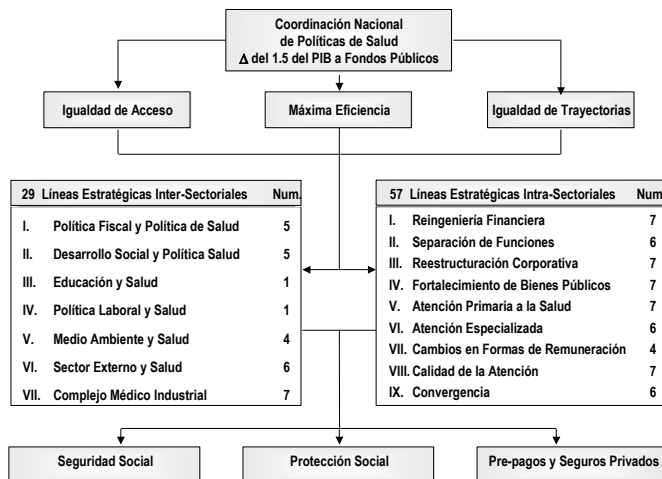 Coordinación Nacional
de Políticas de Salud
Δ del 1.5 del PIB a Fondos Públicos
Igualdad de Acceso
Máxima Eficiencia
Igualdad de Trayectorias
29 Líneas Estratégicas Inter-Sectoriales Num.
I. Política Fiscal y Política de Salud 5
II. Desarrollo Social y Política Salud 5
III. Educación y Salud 1
IV. Política Laboral y Salud 1
V. Medio Ambiente y Salud 4
VI. Sector Externo y Salud 6
VII. Complejo Médico Industrial 7
57 Líneas Estratégicas Intra-Sectoriales Num
I. Reingeniería Financiera 7
II. Separación de Funciones 6
III. Reestructuración Corporativa 7
IV. Fortalecimiento de Bienes Públicos 7
V. Atención Primaria a la Salud 7
VI. Atención Especializada 6
VII. Cambios en Formas de Remuneración 4
VIII. Calidad de la Atención 7
IX. Convergencia 6
Seguridad Social
Protección Social
Pre-pagos y Seguros Privados